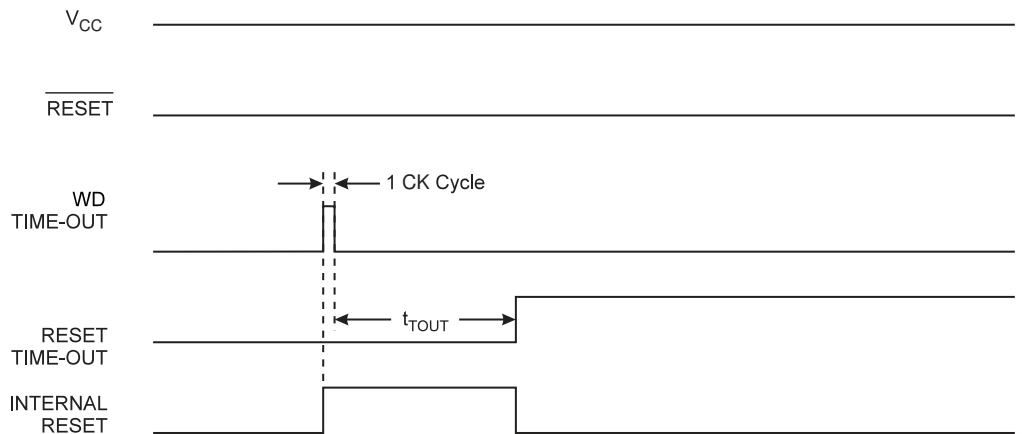 VCC
RESET
1 CK Cycle
WD
TIME-OUT
tTOUT
RESET
TIME-OUT
INTERNAL
RESET